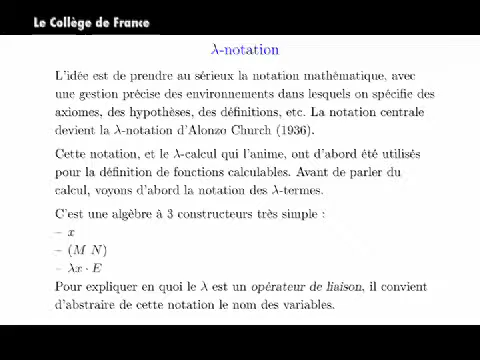 Le Collège de France
λ-notation
L'idée est de prendre au sérieux la notation mathématique, avec
une gestion précise des environnements dans lesquels on spécifie des
axiomes, des hypothèses, des définitions, etc. La notation centrale
devient la λ-notation d'Alonzo Church (1936).
Cette notation, et le λ-calcul qui l'anime, ont d'abord été utilisés
pour la définition de fonctions calculables. Avant de parler du
calcul, voyons d'abord la notation des λ-termes.
C'est une algèbre à 3 constructeurs très simple :
– x
– (M N)
– λx · E
Pour expliquer en quoi le λ est un opérateur de liaison, il convient
d'abstraire de cette notation le nom des variables.